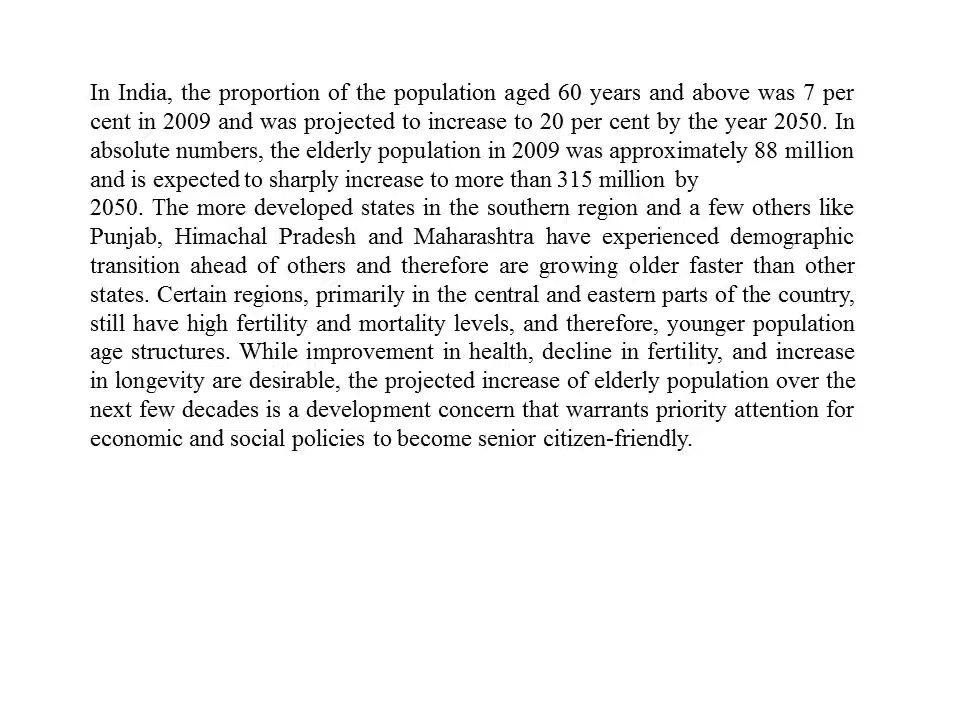 In India, the proportion of the population aged 60 years and above was 7 per
cent in 2009 and was projected to increase to 20 per cent by the year 2050. In
absolute numbers, the elderly population in 2009 was approximately 88 million
and is expected to sharply increase to more than 315 million by
2050. The more developed states in the southern region and a few others like
Punjab, Himachal Pradesh and Maharashtra have experienced demographic
transition ahead of others and therefore are growing older faster than other
states. Certain regions, primarily in the central and eastern parts of the country,
still have high fertility and mortality levels, and therefore, younger population
age structures. While improvement in health, decline in fertility, and increase
in longevity are desirable, the projected increase of elderly population over the
next few decades is a development concern that warrants priority attention for
economic and social policies to become senior citizen-friendly.